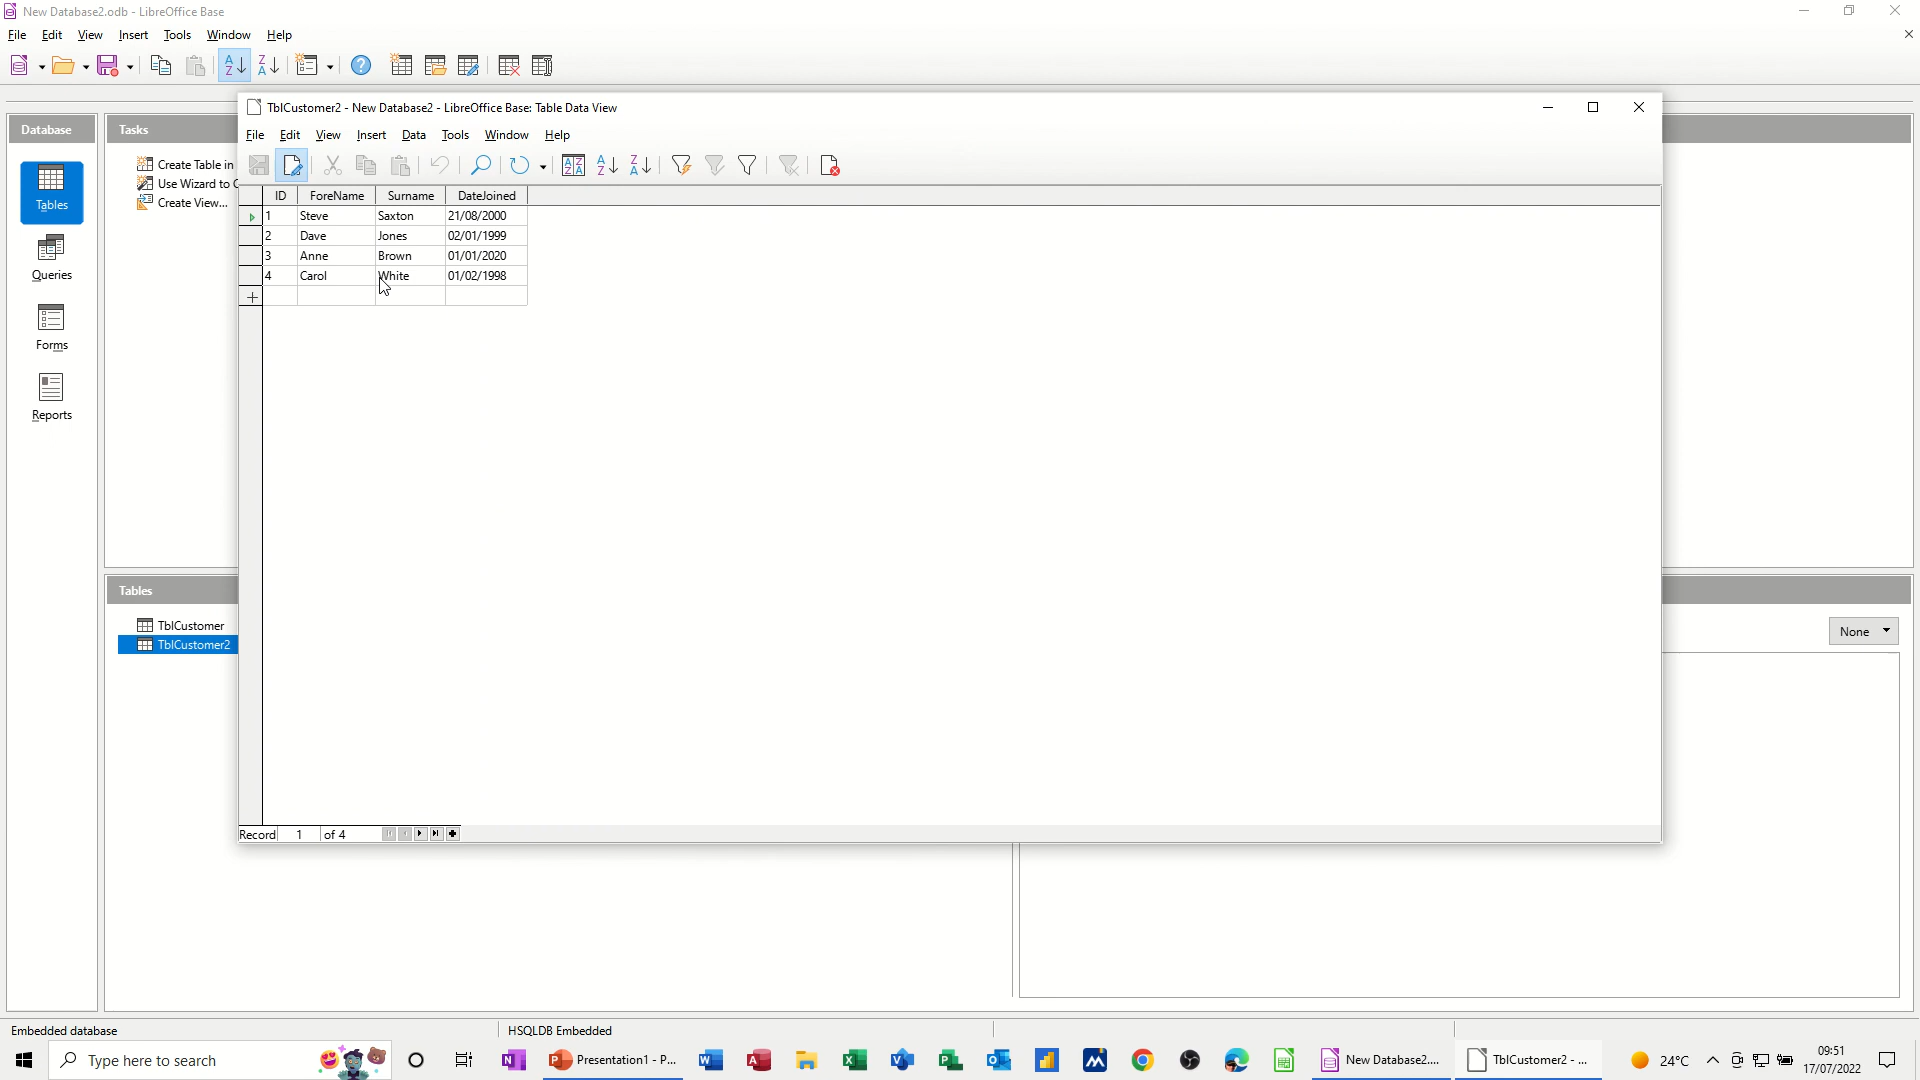 New Database2.odb - LibreOffice Base
File Edit View Insert Tools Window Help
Database
Tables
Queries
Forms
Reports
Tasks
Create Table in
Use Wizard to C
Create View...
Tables
TblCustomer
TblCustomer2
TblCustomer2 - New Database2 - LibreOffice Base: Table Data View
File Edit View Insert Data Tools Window Help
ID ForeName Surname DateJoined
1 Steve Saxton 21/08/2000
2 Dave Jones 02/01/1999
3 Anne Brown 01/01/2020
4 Carol White 01/02/1998
Record 1 of 4
None
Embedded database HSQLDB Embedded
Type here to search Presentation1 - P... New Database2.... TblCustomer2 - ... 24°C 09:51
17/07/2022